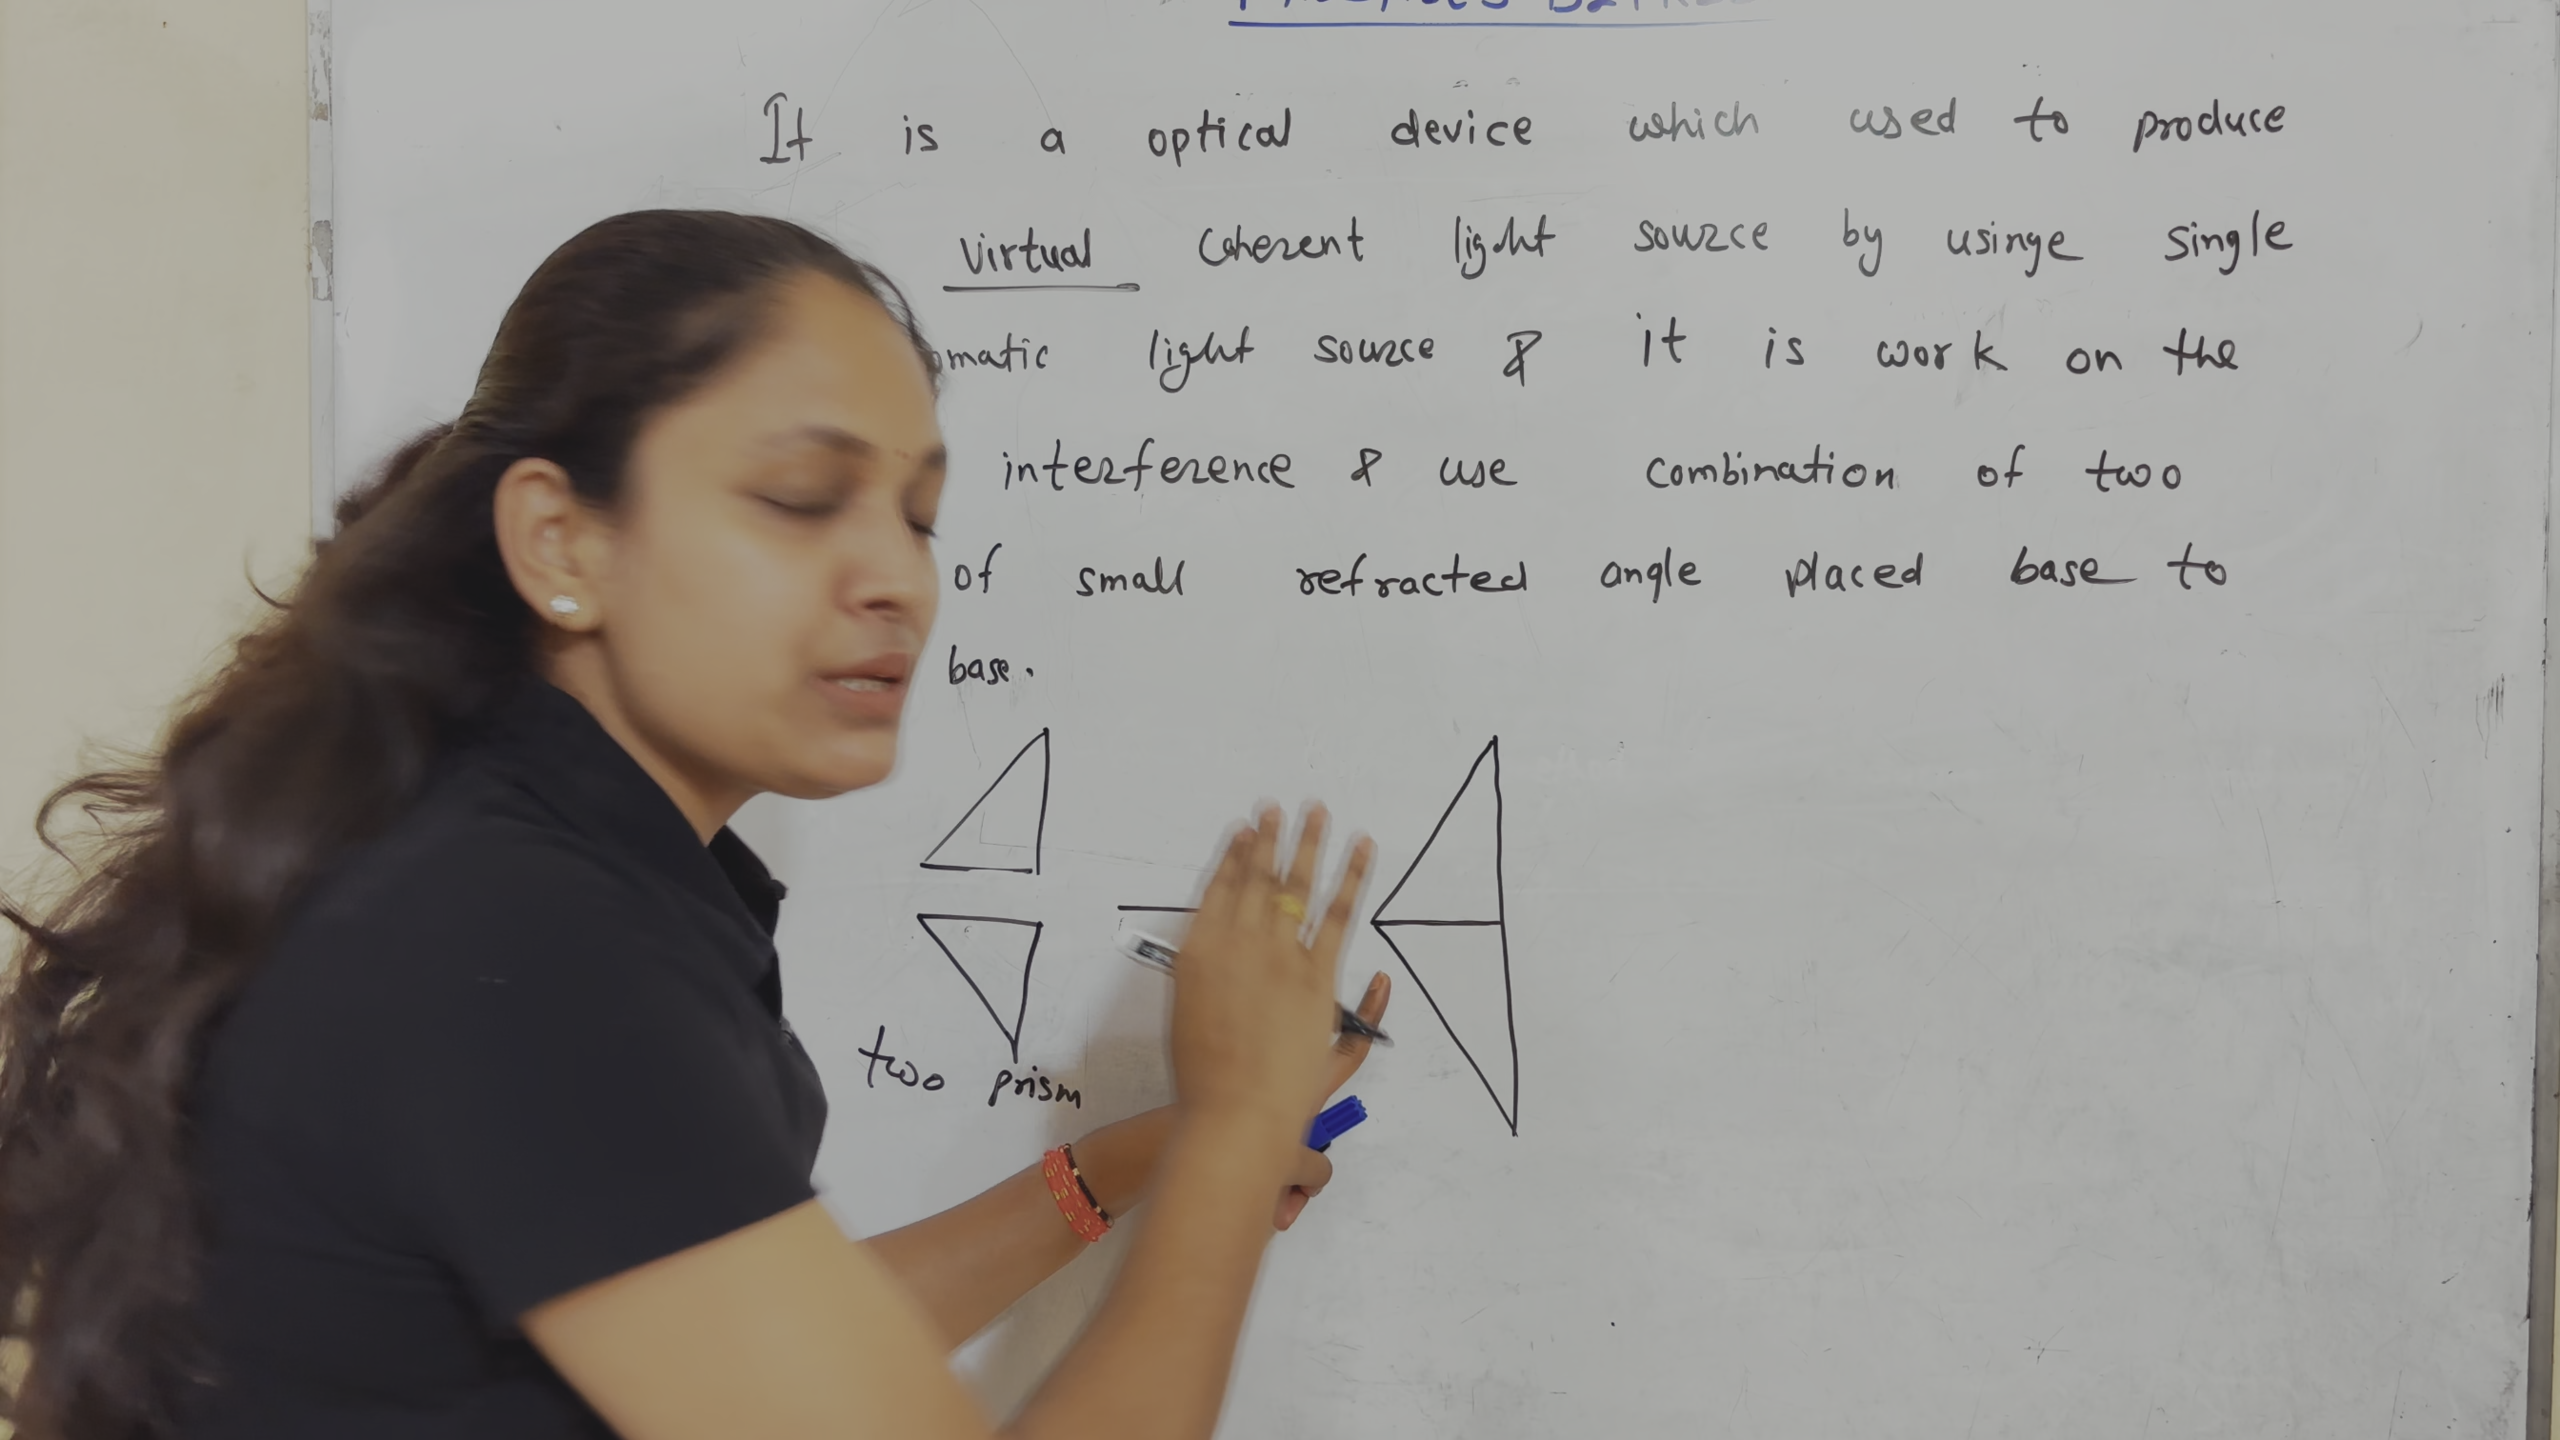 It is a optical device which used to produce
virtual coherent light source by usinge single
omatic light source & it is work on the
interference & use combination of two
of small refracted angle placed base to
base.
two prism